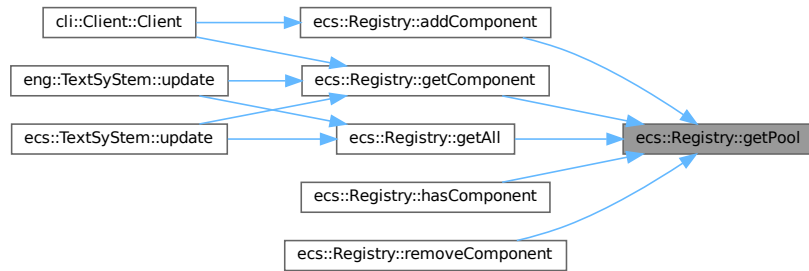 cli::Client::Client
ecs::Registry::addComponent
eng::TextSyStem::update
ecs::Registry::getComponent
ecs::TextSyStem::update
ecs::Registry::getAll
ecs::Registry::getPool
ecs::Registry::hasComponent
ecs::Registry::removeComponent